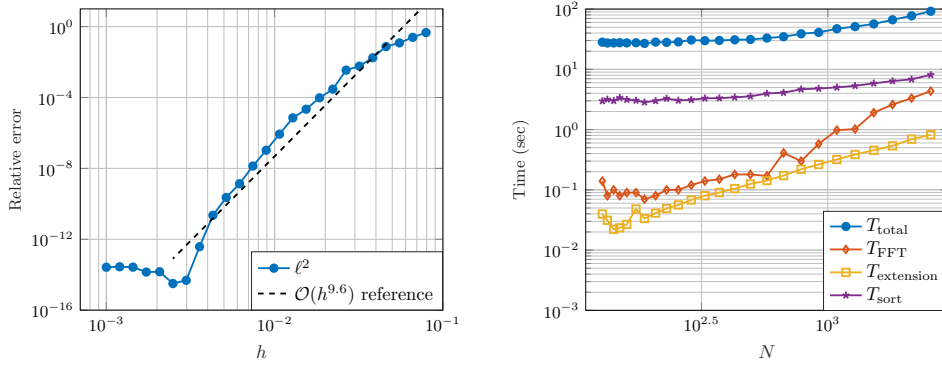 10^0
10^−4
10^−8
10^−12
10^−16
Relative error
10^−3
10^−2
10^−1
h
ℓ^2
O(h^9.6) reference
10^2
10^1
10^0
10^−1
10^−2
10^−3
Time (sec)
10^2.5
10^3
N
T_total
T_FFT
T_extension
T_sort